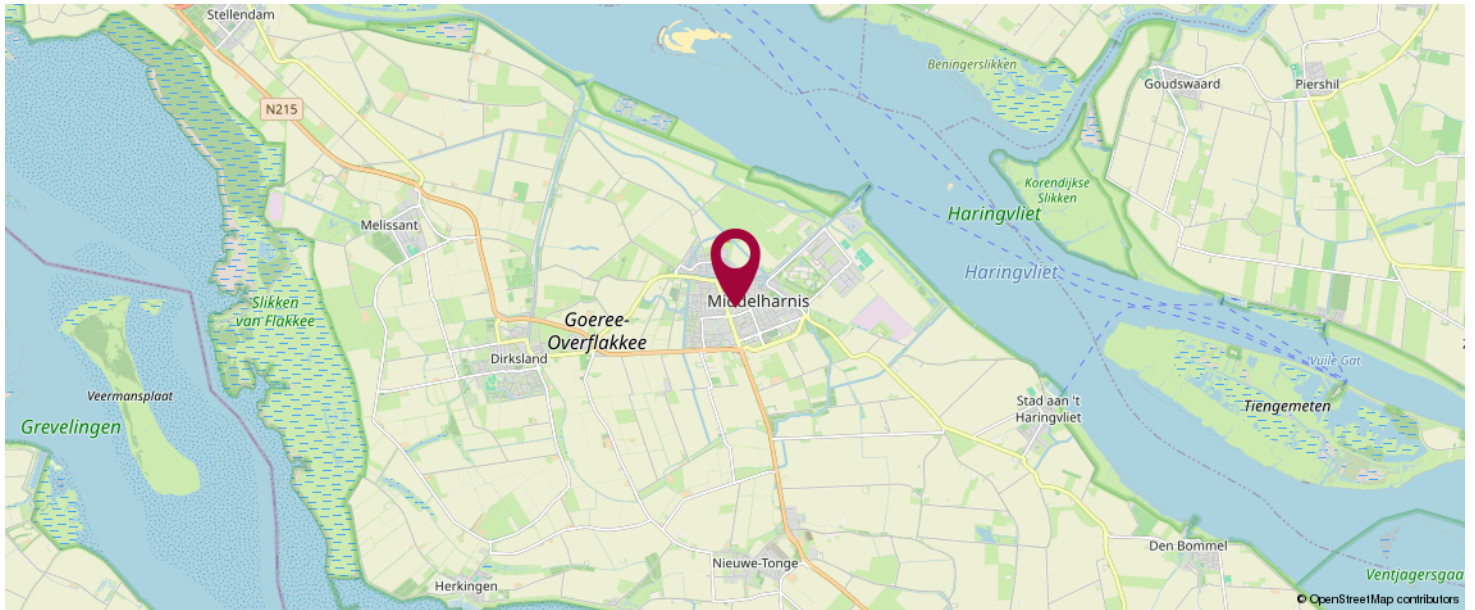 Stellendam
Beningerslikken
Goudswaard
Piershil
N215
Korendijkse
Slikken
Haringvliet
Melissant
Haringvliet
Slikken
van Flakkee
Middelharnis
Goeree-
Overflakkee
Dirksland
Vuile Gat
Veermansplaat
Stad aan 't
Haringvliet
Tiengemeten
Grevelingen
Den Bommel
Nieuwe-Tonge
Herkingen
Ventjagersgaa
© OpenStreetMap contributors